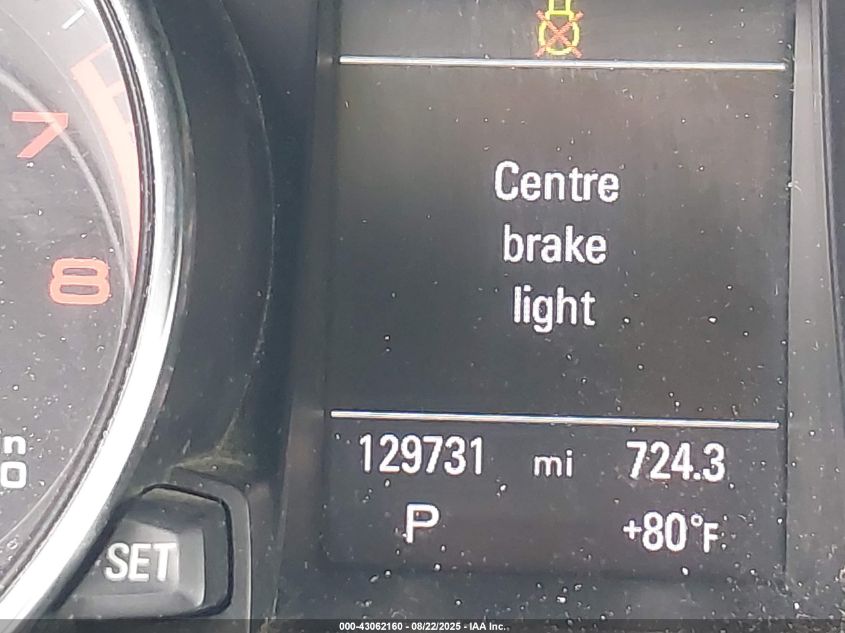 7
8
Centre
brake
light
129731 mi 724.3
P +80°F
SET
000-43062160 - 08/22/2025 - IAA Inc.